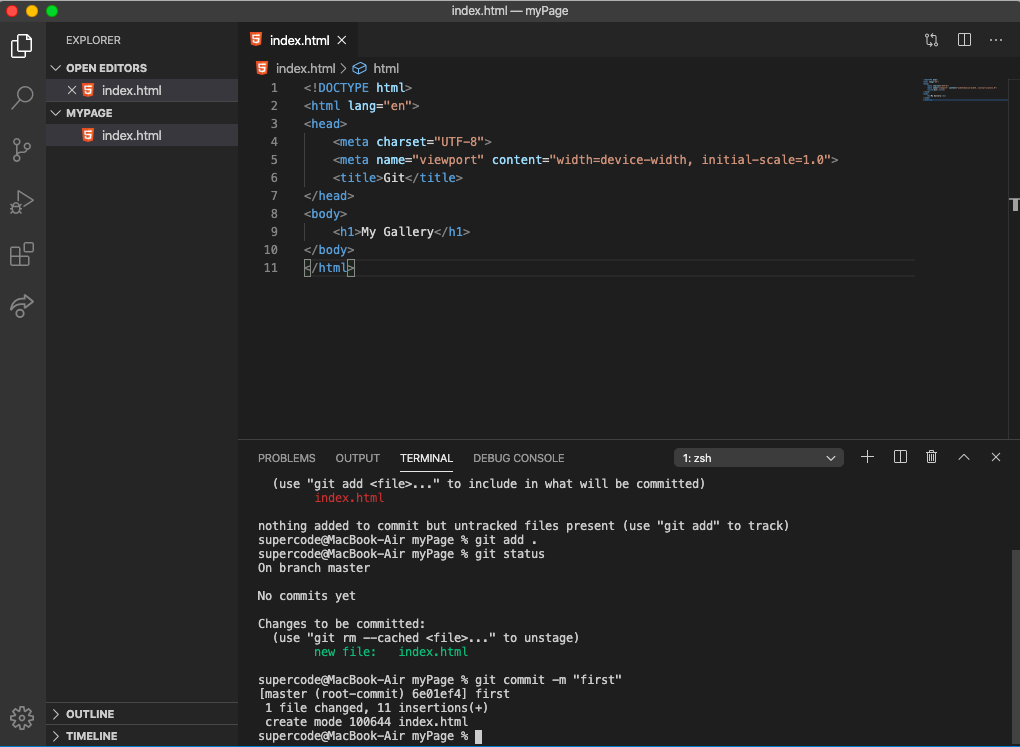 index.html — myPage
EXPLORER
OPEN EDITORS
index.html
MYPAGE
index.html
OUTLINE
TIMELINE
index.html
index.html > html
1 <!DOCTYPE html>
2 <html lang="en">
3 <head>
4     <meta charset="UTF-8">
5     <meta name="viewport" content="width=device-width, initial-scale=1.0">
6     <title>Git</title>
7 </head>
8 <body>
9     <h1>My Gallery</h1>
10 </body>
11 </html>
PROBLEMS OUTPUT TERMINAL DEBUG CONSOLE 1: zsh
  (use "git add <file>..." to include in what will be committed)
        index.html
nothing added to commit but untracked files present (use "git add" to track)
supercode@MacBook-Air myPage % git add .
supercode@MacBook-Air myPage % git status
On branch master
No commits yet
Changes to be committed:
  (use "git rm --cached <file>..." to unstage)
        new file:   index.html
supercode@MacBook-Air myPage % git commit -m "first"
[master (root-commit) 6e01ef4] first
 1 file changed, 11 insertions(+)
 create mode 100644 index.html
supercode@MacBook-Air myPage %